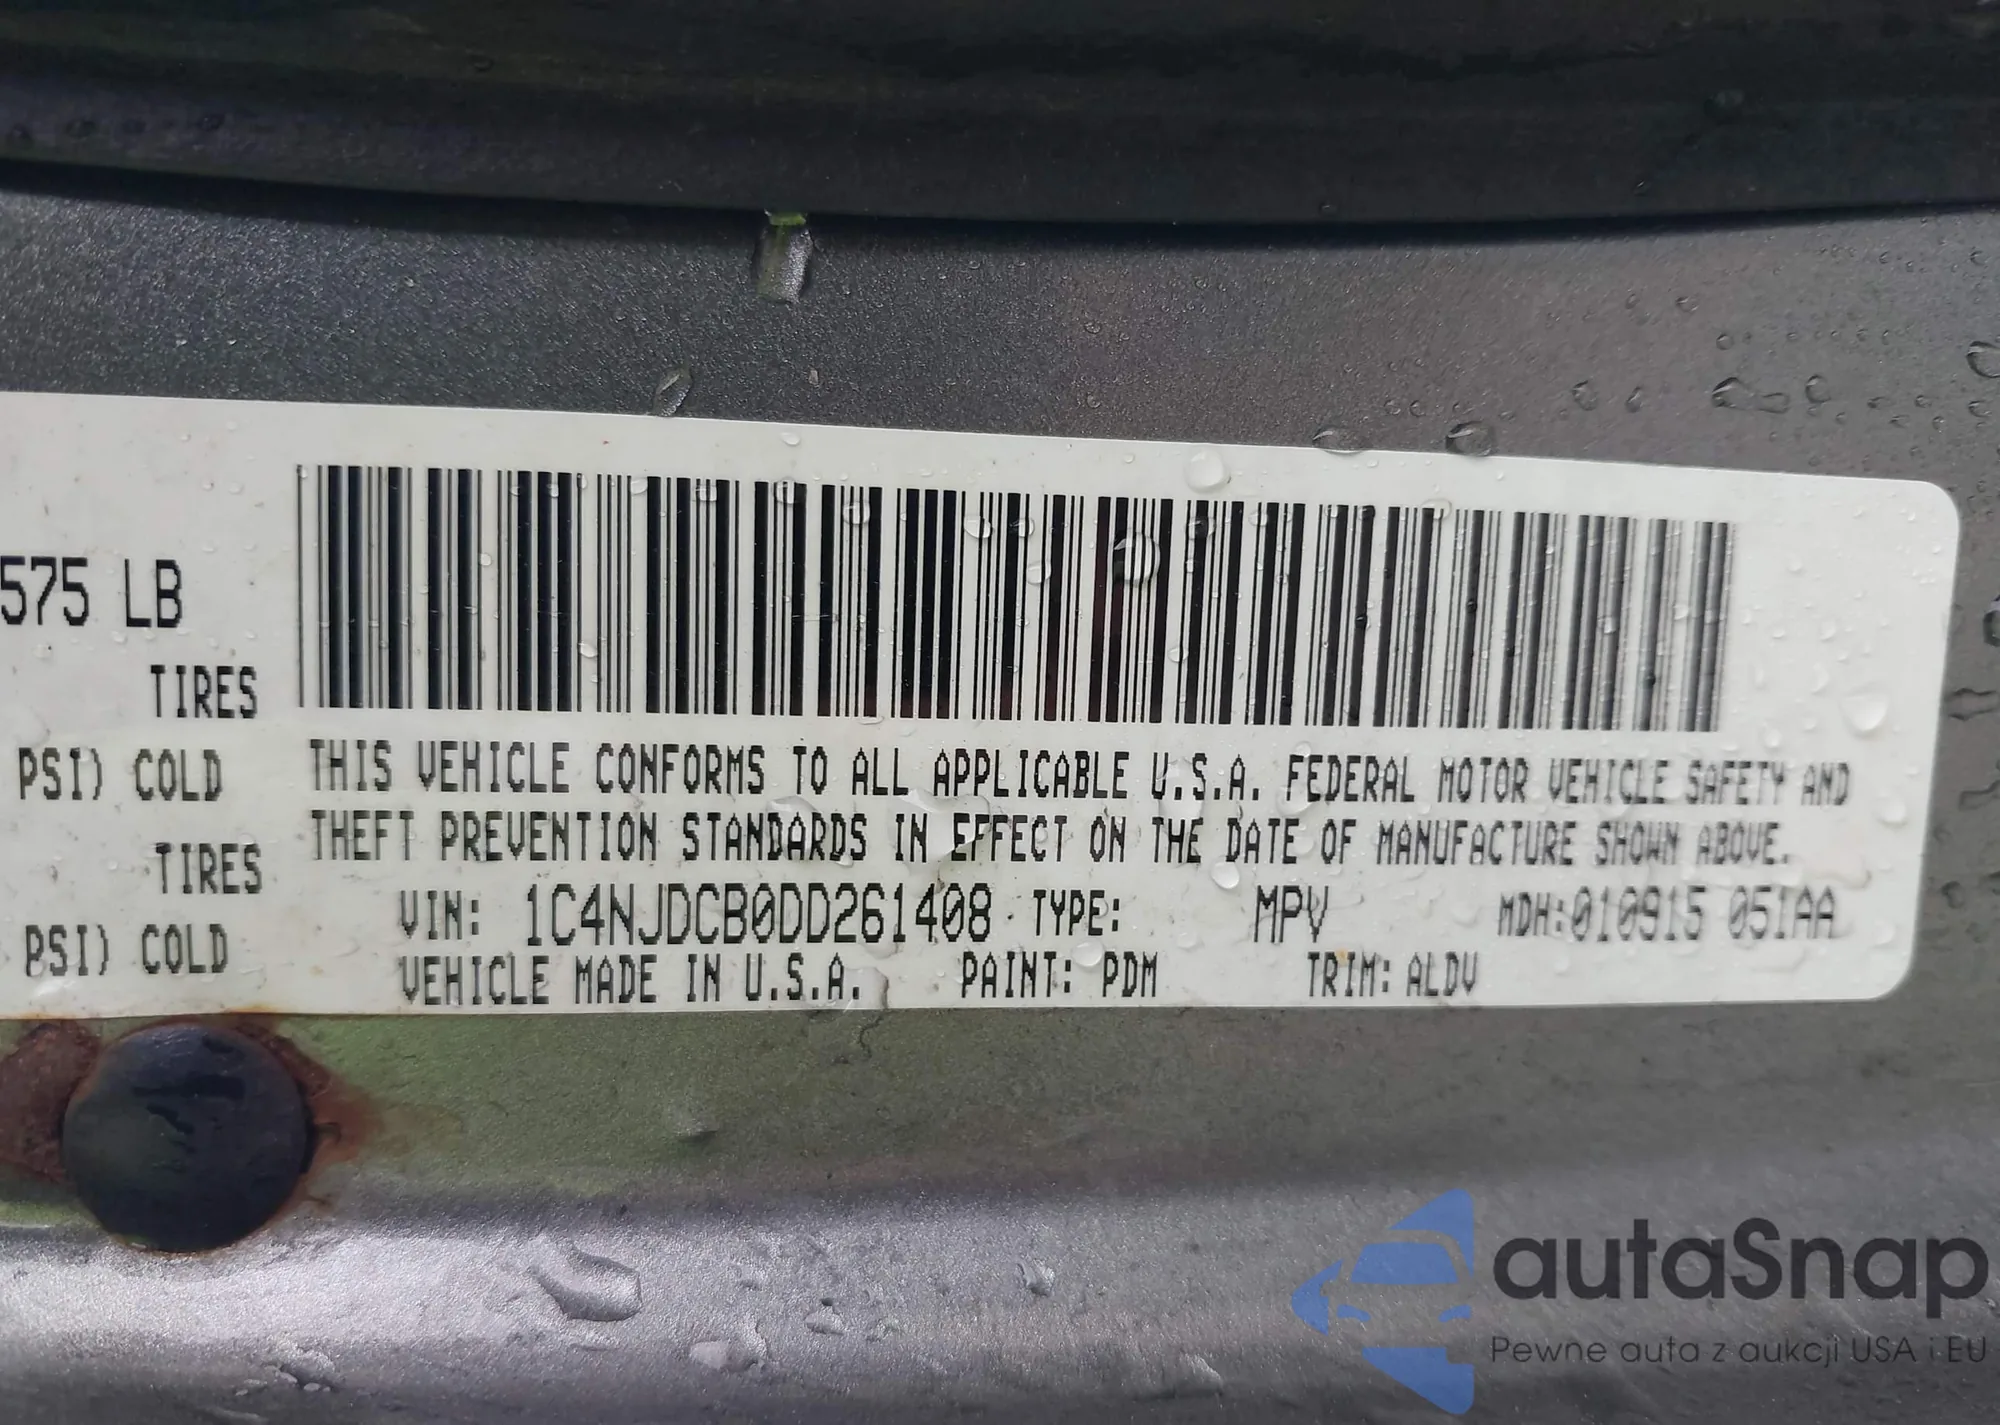 575 LB
TIRES
PSI) COLD
TIRES
PSI) COLD
THIS VEHICLE CONFORMS TO ALL APPLICABLE U.S.A. FEDERAL MOTOR VEHICLE SAFETY AND
THEFT PREVENTION STANDARDS IN EFFECT ON THE DATE OF MANUFACTURE SHOWN ABOVE.
VIN: 1C4NJDCB0DD261408 TYPE: MPV MDH:010915 051AA
VEHICLE MADE IN U.S.A. PAINT: PDM TRIM: ALDV
autaSnap
Pewne auta z aukcji USA i EU